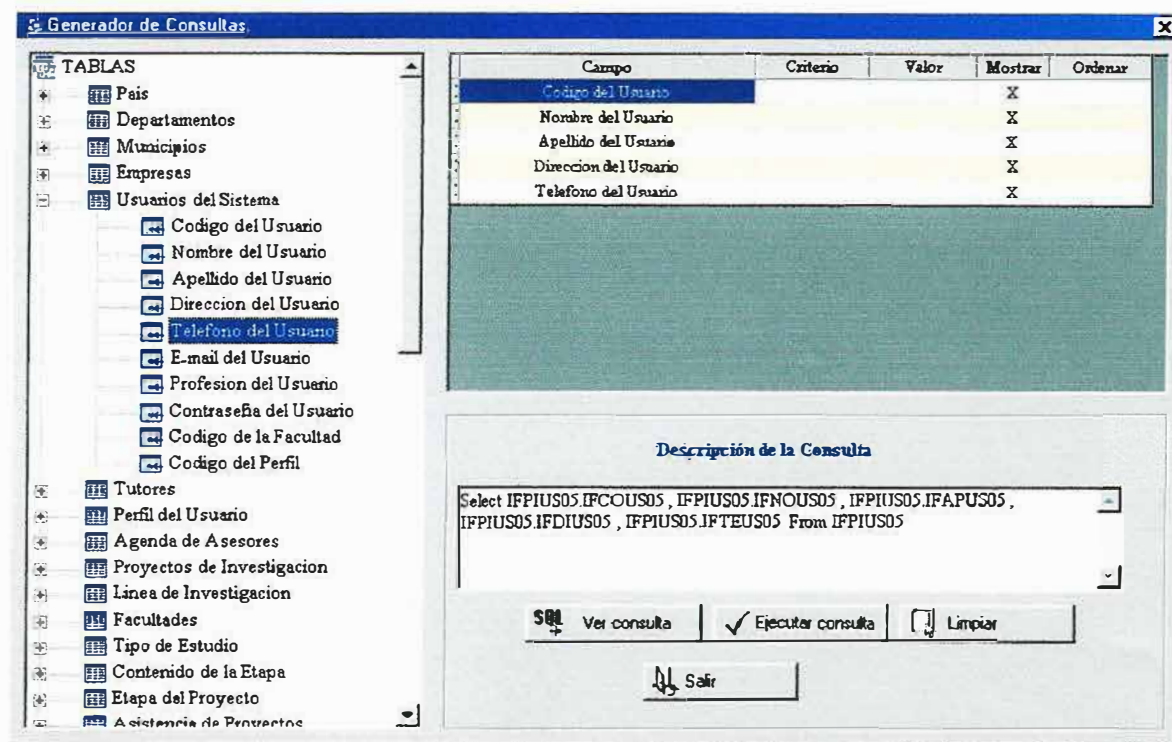 Generador de Consultas
TABLAS
Pais
Departamentos
Municipios
Empresas
Usuarios del Sistema
Codigo del Usuario
Nombre del Usuario
Apellido del Usuario
Direccion del Usuario
Telefono del Usuario
E-mail del Usuario
Profesion del Usuario
Contraseña del Usuario
Codigo de la Facultad
Codigo del Perfil
Tutores
Perfil del Usuario
Agenda de Asesores
Proyectos de Investigacion
Linea de Investigacion
Facultades
Tipo de Estudio
Contenido de la Etapa
Etapa del Proyecto
Asistencia de Proyectos
Campo Criterio Valor Mostrar Ordenar
Codigo del Usuario X
Nombre del Usuario X
Apellido del Usuario X
Direccion del Usuario X
Telefono del Usuario X
Descripción de la Consulta
Select IFPIUS05.IFCOUS05 , IFPIUS05.IFNOUS05 , IFPIUS05.IFAPUS05 ,
IFPIUS05.IFDIUS05 , IFPIUS05.IFTEUS05 From IFPIUS05
SQL Ver consulta Ejecutar consulta Limpiar
Salir